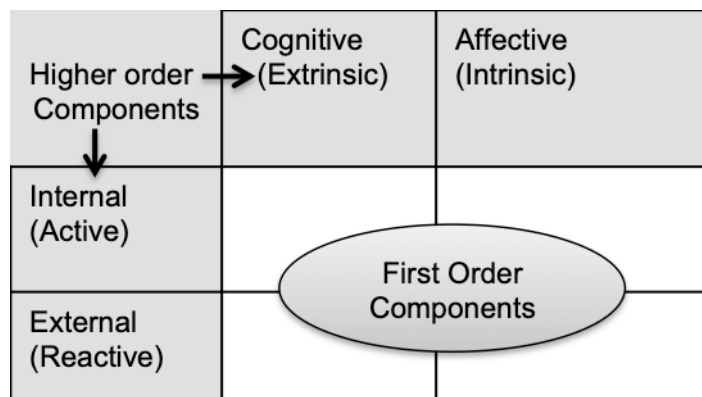 Higher order
Components
Cognitive
(Extrinsic)
Affective
(Intrinsic)
Internal
(Active)
First Order
Components
External
(Reactive)